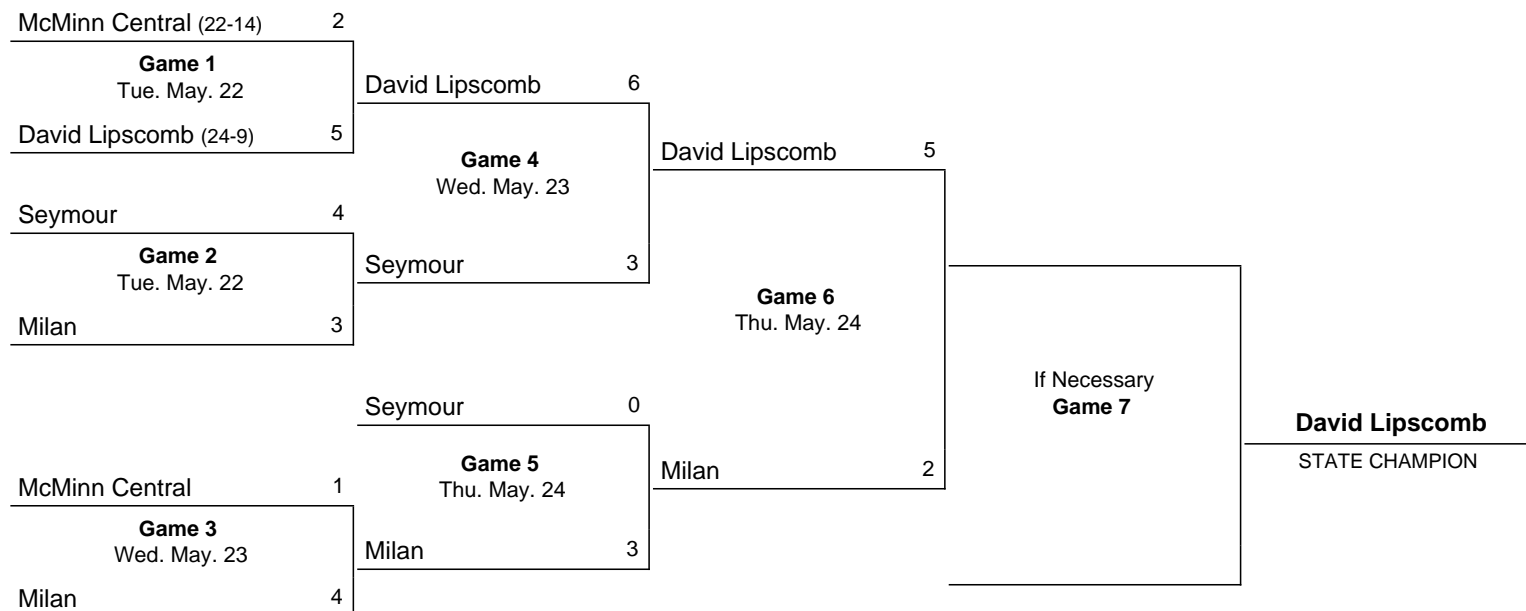 McMinn Central (22-14) 2
Game 1
Tue. May. 22
David Lipscomb (24-9) 5
Seymour 4
Game 2
Tue. May. 22
Milan 3
McMinn Central 1
Game 3
Wed. May. 23
Milan 4
David Lipscomb 6
Game 4
Wed. May. 23
Seymour 3
Seymour 0
Game 5
Thu. May. 24
Milan 3
David Lipscomb 5
Game 6
Thu. May. 24
Milan 2
If Necessary
Game 7
David Lipscomb
STATE CHAMPION